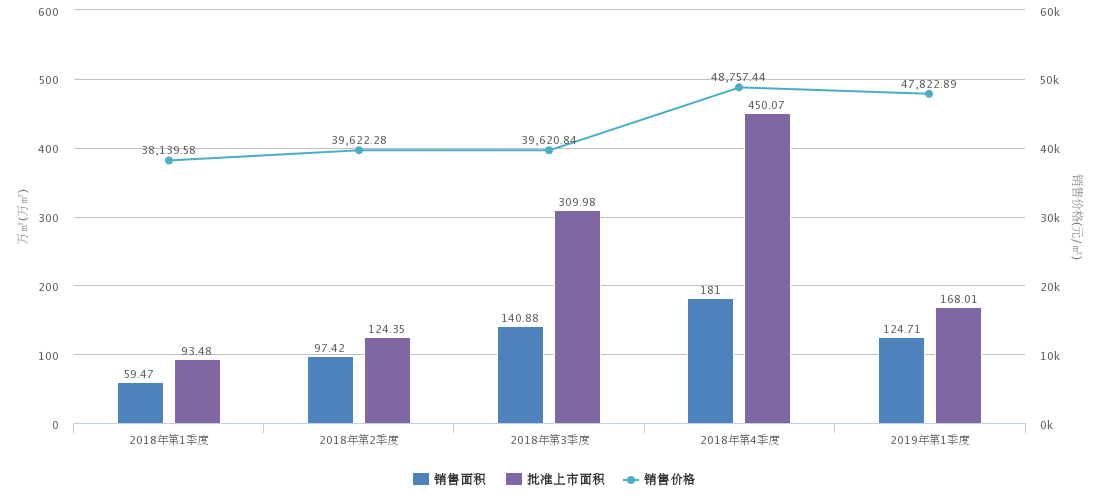 600
500
400
300
200
100
0
万㎡(万㎡)
60k
50k
40k
30k
20k
10k
0k
销售价格(元/㎡)
38,139.58
39,622.28
39,620.84
48,757.44
47,822.89
59.47
93.48
97.42
124.35
140.88
309.98
181
450.07
124.71
168.01
2018年第1季度
2018年第2季度
2018年第3季度
2018年第4季度
2019年第1季度
销售面积
批准上市面积
销售价格